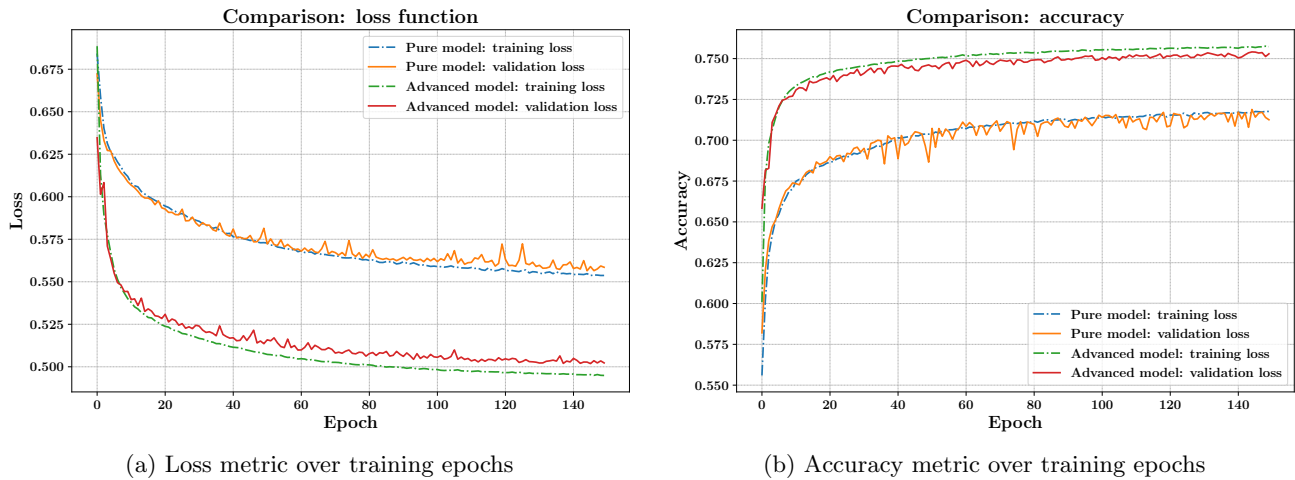 Comparison: loss function
Loss
0.675
0.650
0.625
0.600
0.575
0.550
0.525
0.500
Pure model: training loss
Pure model: validation loss
Advanced model: training loss
Advanced model: validation loss
0 20 40 60 80 100 120 140
Epoch
(a) Loss metric over training epochs
Comparison: accuracy
Accuracy
0.750
0.725
0.700
0.675
0.650
0.625
0.600
0.575
0.550
Pure model: training loss
Pure model: validation loss
Advanced model: training loss
Advanced model: validation loss
0 20 40 60 80 100 120 140
Epoch
(b) Accuracy metric over training epochs